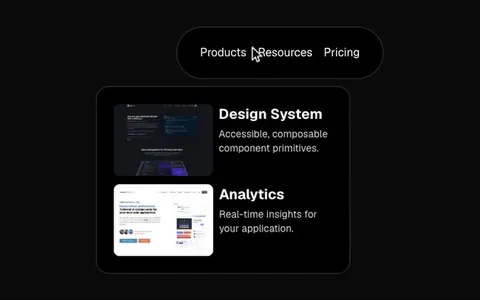 Products Resources Pricing
Design System
Accessible, composable
component primitives.
Analytics
Real-time insights for
your application.